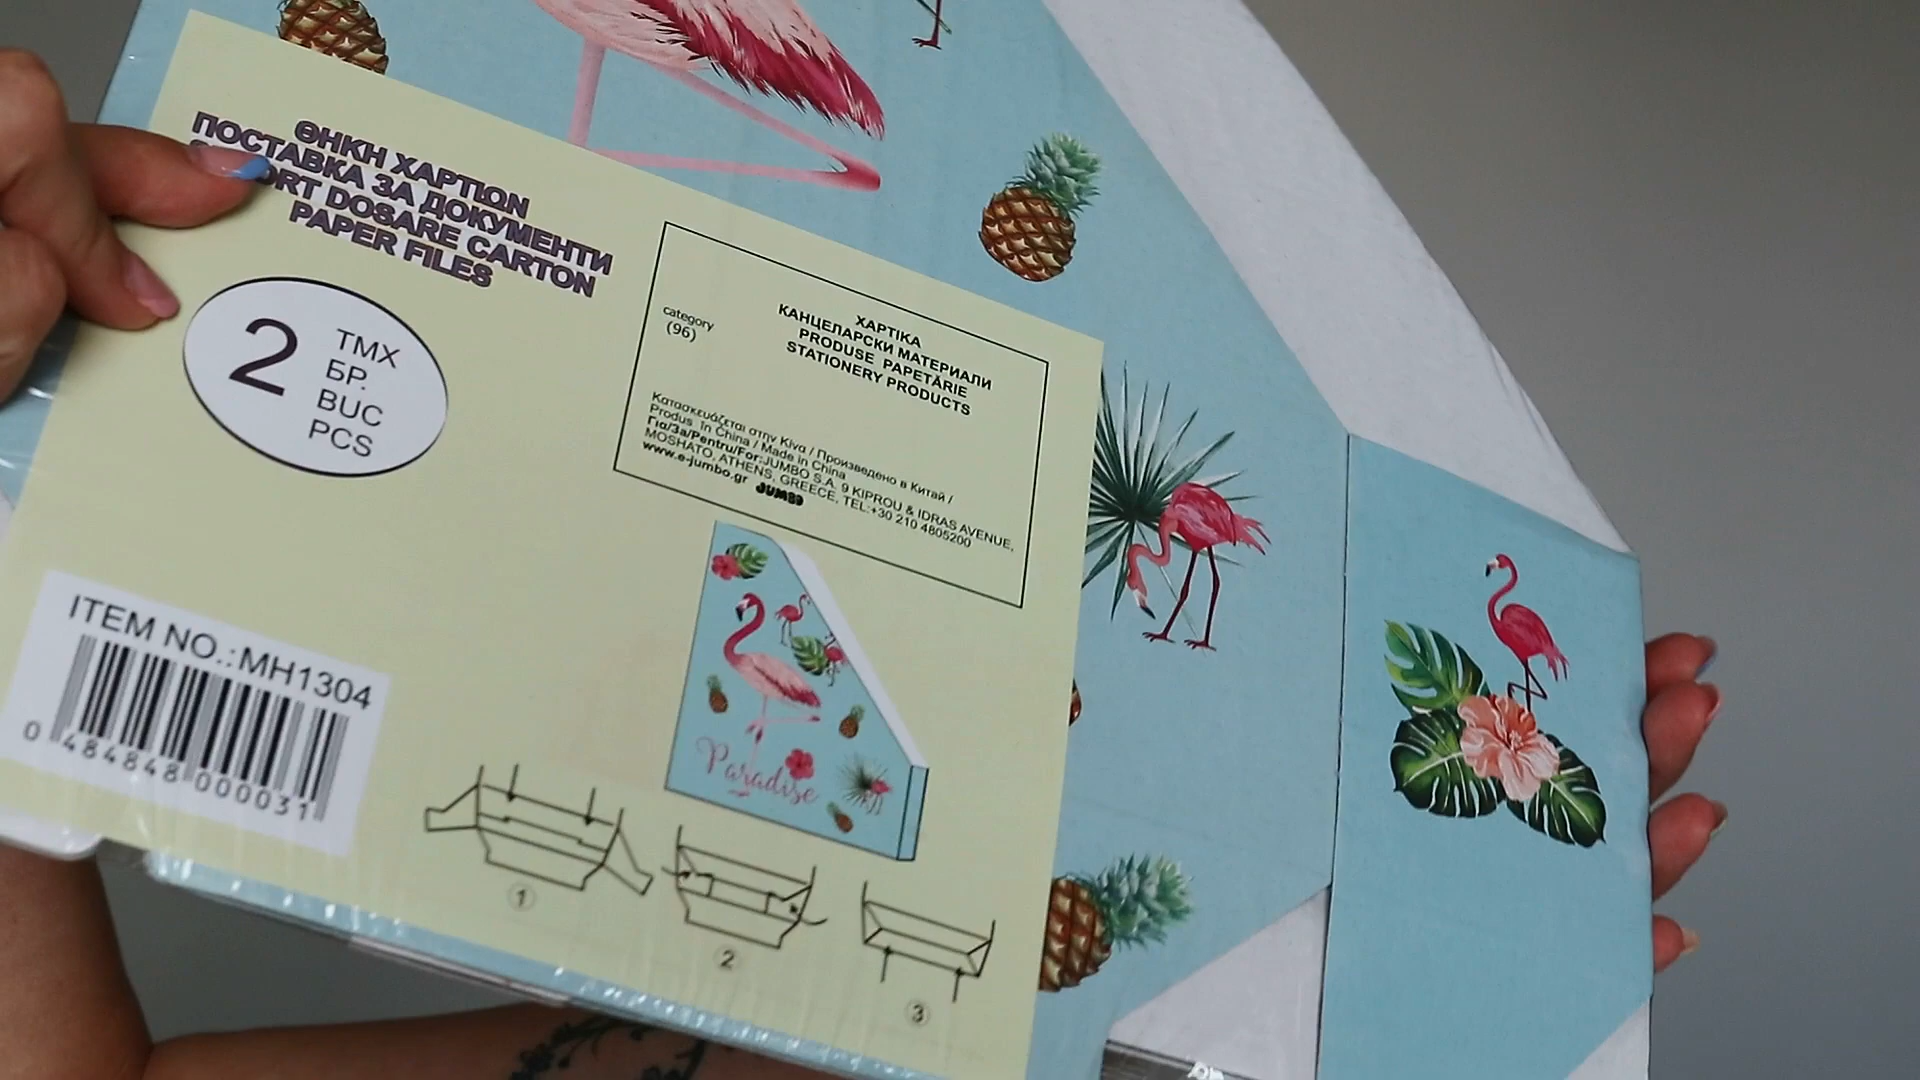 ΘΗΚΗ ΧΑΡΤΙΩΝ
ПОСТАВКА ЗА ДОКУМЕНТИ
DOSARE CARTON
PAPER FILES
2
ΤΜΧ
БР.
BUC
PCS
category
(96)
ΧΑΡΤΙΚΑ
КАНЦЕЛАРСКИ МАТЕРИАЛИ
PRODUSE PAPETĂRIE
STATIONERY PRODUCTS
Κατασκευάζεται στην Κίνα / Произведено в Китай /
Produs în China / Made in China
Για/За/Pentru/For:JUMBO S.A. 9 KIPROU & IDRAS AVENUE,
MOSHATO, ATHENS, GREECE, TEL:+30 210 4805200
www.e-jumbo.gr JUMBO
ITEM NO.:MH1304
0 484848 000031
Paradise
1
2
3